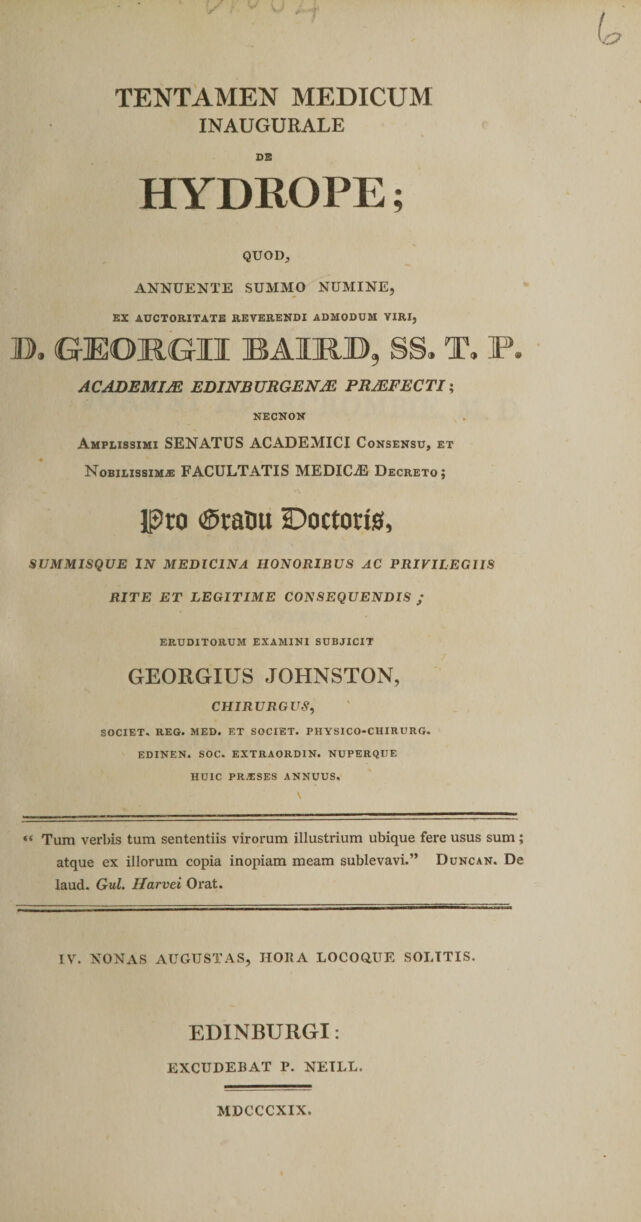 6
TENTAMEN MEDICUM
INAUGURALE
DE
HYDROPE;
QUOD,
ANNUENTE SUMMO NUMINE,
EX AUCTORITATE REVERENDI ADMODUM VIRI,
D. GEORGII BAIRD, SS. T. P.
ACADEMIÆ EDINBURGENÆ PRÆFECTI;
NECNON
AMPLISSIMI SENATUS ACADEMICI CONSENSU, ET
NOBILISSIMÆ FACULTATIS MEDICÆ DECRETO;
Pro Gradu Doctoris,
SUMMISQUE IN MEDICINA HONORIBUS AC PRIVILEGIIS
RITE ET LEGITIME CONSEQUENDIS;
ERUDITORUM EXAMINI SUBJICIT
GEORGIUS JOHNSTON,
CHIRURGUS,
SOCIET. REG. MED. ET SOCIET. PHYSICO-CHIRURG.
EDINEN. SOC. EXTRAORDIN. NUPERQUE
HUIC PRÆSES ANNUUS.
“ Tum verbis tum sententiis virorum illustrium ubique fere usus sum;
atque ex illorum copia inopiam meam sublevavi.” DUNCAN. De
laud. Gul. Harvei Orat.
IV. NONAS AUGUSTAS, HORA LOCOQUE SOLITIS.
EDINBURGI:
EXCUDEBAT P. NEILL.
MDCCCXIX.